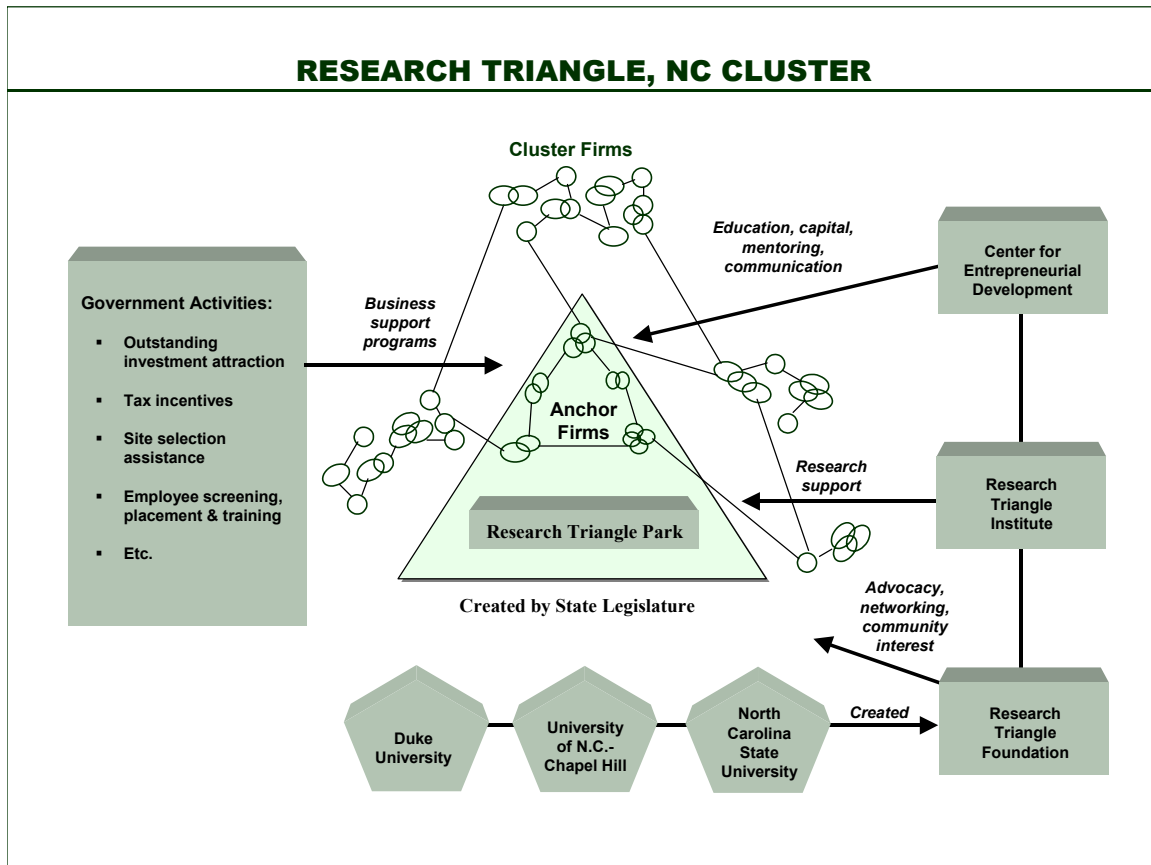 RESEARCH TRIANGLE, NC CLUSTER
Cluster Firms
Government Activities:
▪ Outstanding
investment attraction
▪ Tax incentives
▪ Site selection
assistance
▪ Employee screening,
placement & training
▪ Etc.
Business
support
programs
Education, capital,
mentoring,
communication
Center for
Entrepreneurial
Development
Anchor
Firms
Research
support
Research
Triangle
Institute
Research Triangle Park
Created by State Legislature
Advocacy,
networking,
community
interest
Duke
University
University
of N.C.-
Chapel Hill
North
Carolina
State
University
Created
Research
Triangle
Foundation